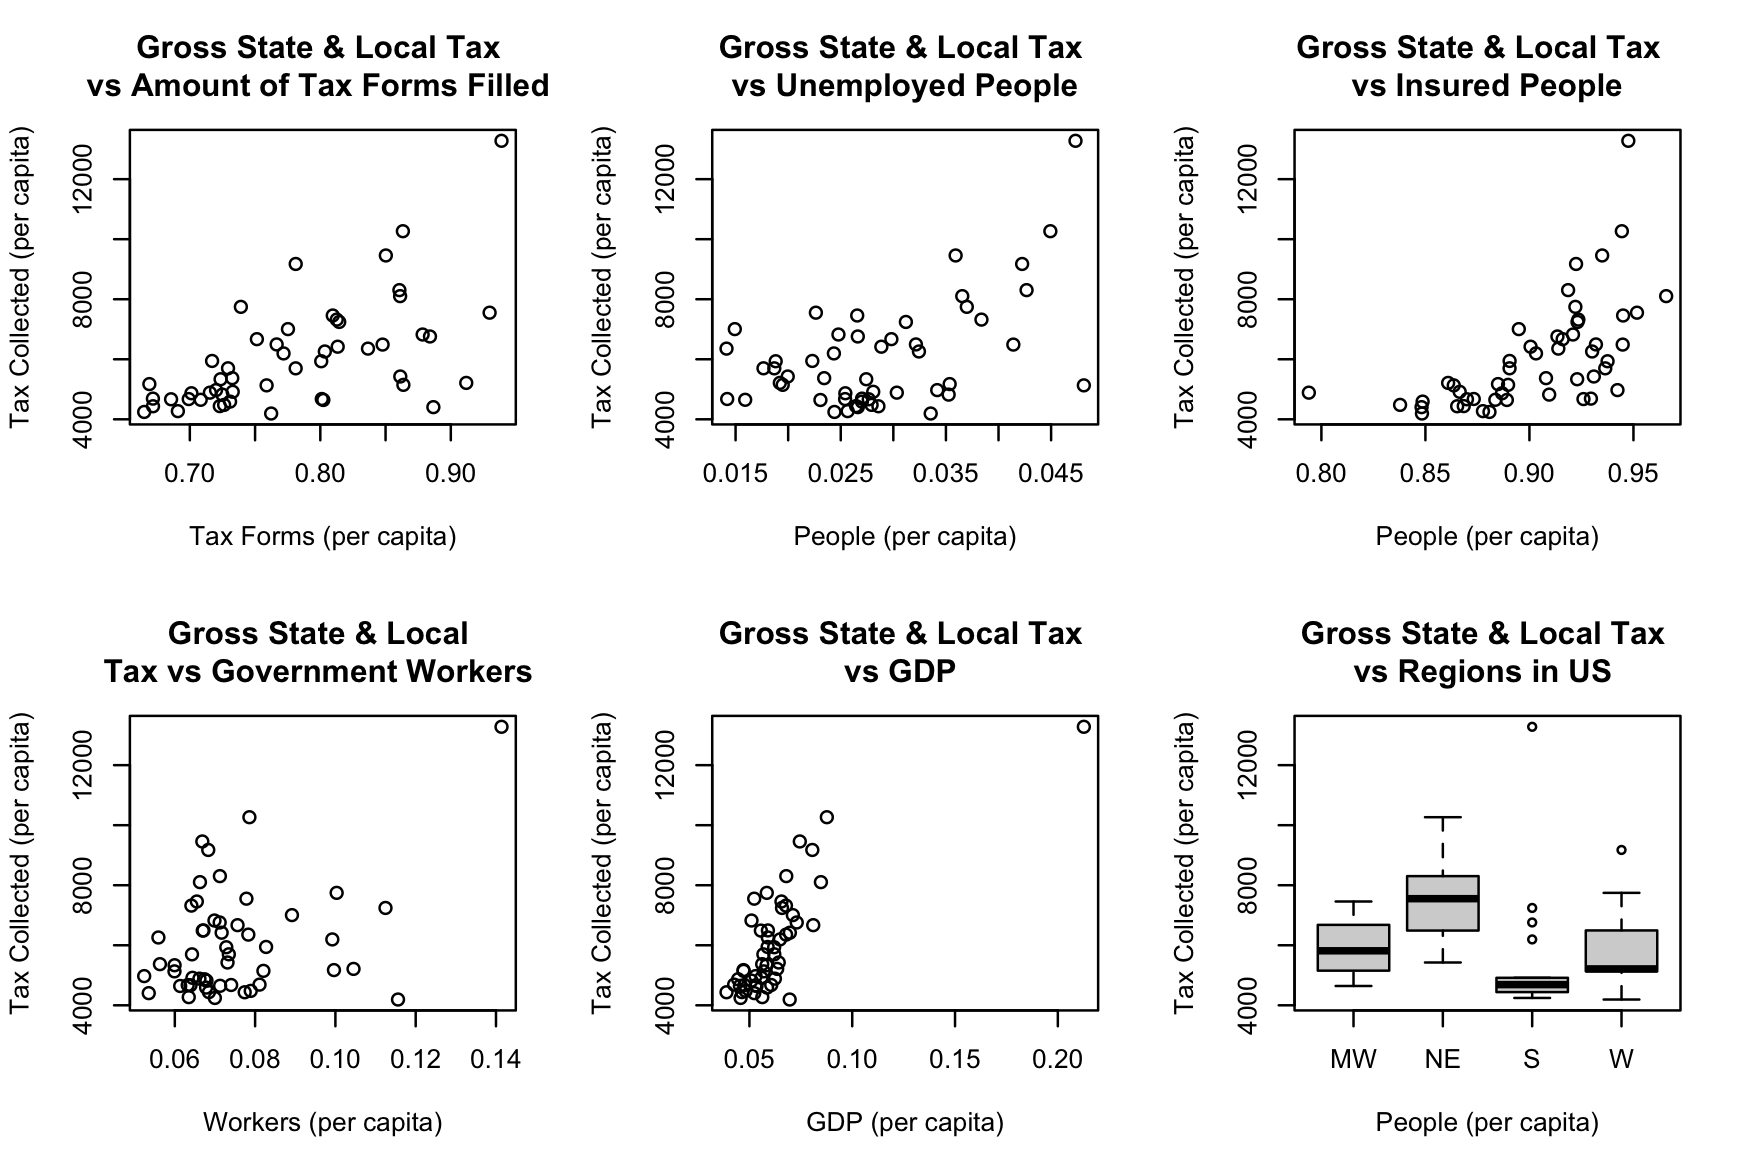 Gross State & Local Tax
vs Amount of Tax Forms Filled
Tax Collected (per capita)
12000
8000
4000
0.70 0.80 0.90
Tax Forms (per capita)
Gross State & Local Tax
vs Unemployed People
Tax Collected (per capita)
12000
8000
4000
0.015 0.025 0.035 0.045
People (per capita)
Gross State & Local Tax
vs Insured People
Tax Collected (per capita)
12000
8000
4000
0.80 0.85 0.90 0.95
People (per capita)
Gross State & Local
Tax vs Government Workers
Tax Collected (per capita)
12000
8000
4000
0.06 0.08 0.10 0.12 0.14
Workers (per capita)
Gross State & Local Tax
vs GDP
Tax Collected (per capita)
12000
8000
4000
0.05 0.10 0.15 0.20
GDP (per capita)
Gross State & Local Tax
vs Regions in US
Tax Collected (per capita)
12000
8000
4000
MW NE S W
People (per capita)